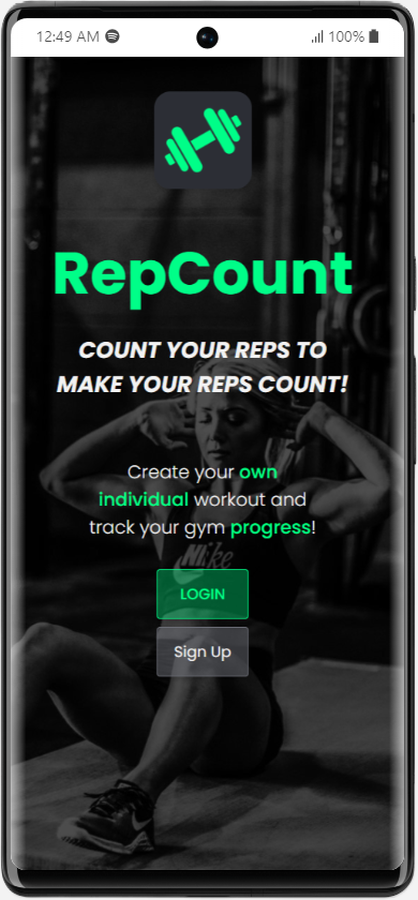 12:49 AM
100%
RepCount
COUNT YOUR REPS TO
MAKE YOUR REPS COUNT!
Create your own
individual workout and
track your gym progress!
Nike
LOGIN
Sign Up